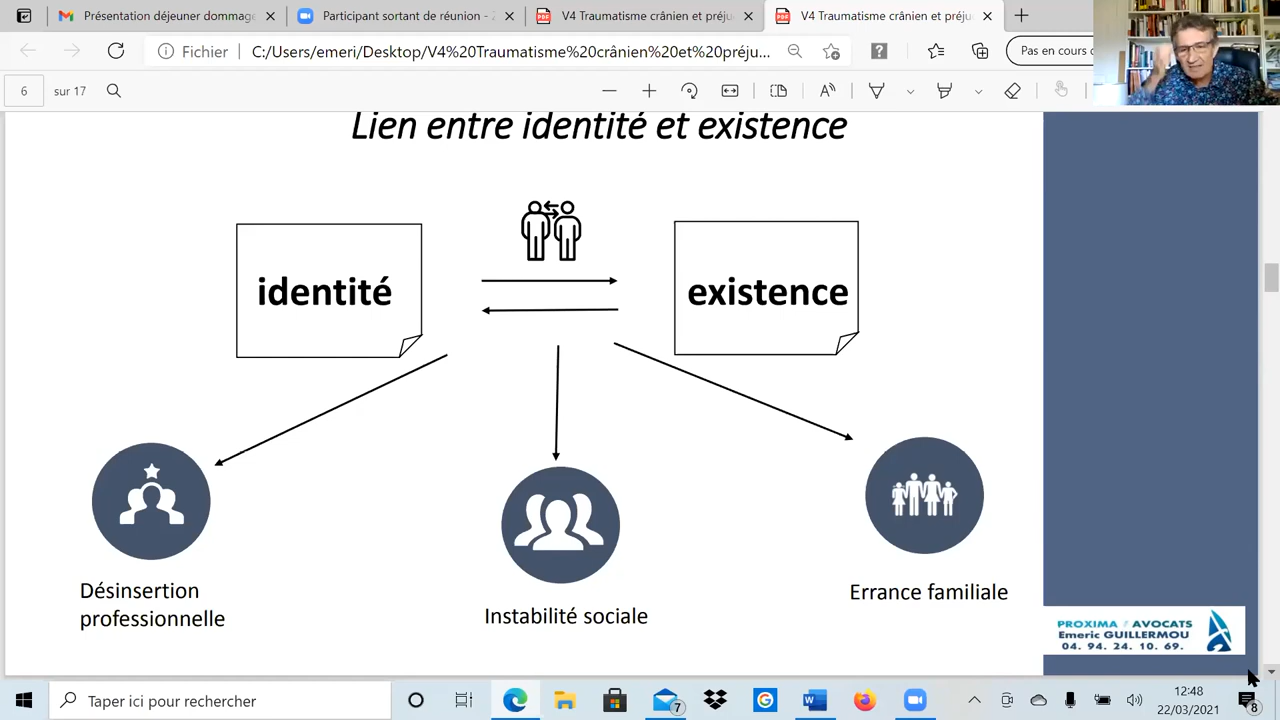 Présentation déjeuner dommage
Participant sortant de document 2
V4 Traumatisme crânien et préju
V4 Traumatisme crânien et préju
Fichier
C:/Users/emeri/Desktop/V4%20Traumatisme%20crânien%20et%20préju...
Pas en cours
6
sur 17
Lien entre identité et existence
identité
existence
Désinsertion
professionnelle
Instabilité sociale
Errance familiale
PROXIMA AVOCATS
Emeric GUILLERMOU
04. 94. 24. 10. 69.
Taper ici pour rechercher
7
12:48
22/03/2021
8